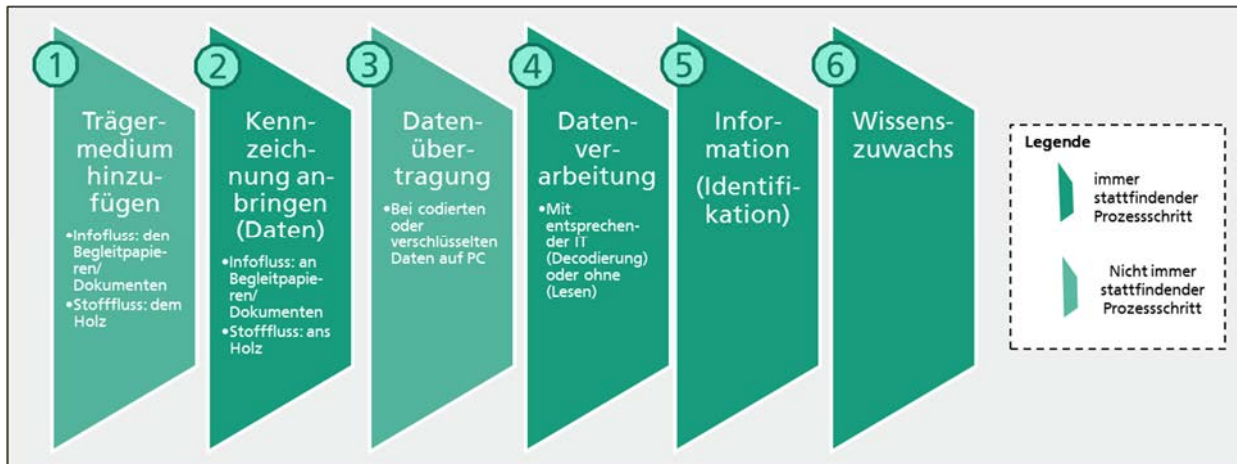 1
Träger-
medium
hinzu-
fügen
•Infofluss: den
Begleitpapie-
ren/
Dokumenten
•Stofffluss: dem
Holz
2
Kenn-
zeich-
nung an-
bringen
(Daten)
•Infofluss: an
Begleitpapie-
ren/
Dokumenten
•Stofffluss: ans
Holz
3
Daten-
über-
tragung
•Bei codierten
oder
verschlüsselten
Daten auf PC
4
Daten-
ver-
arbeitung
•Mit
entsprechen-
der IT
(Decodierung)
oder ohne
(Lesen)
5
Infor-
mation
(Identifi-
kation)
6
Wissens-
zuwachs
Legende
immer
stattfindender
Prozessschritt
Nicht immer
stattfindender
Prozessschritt